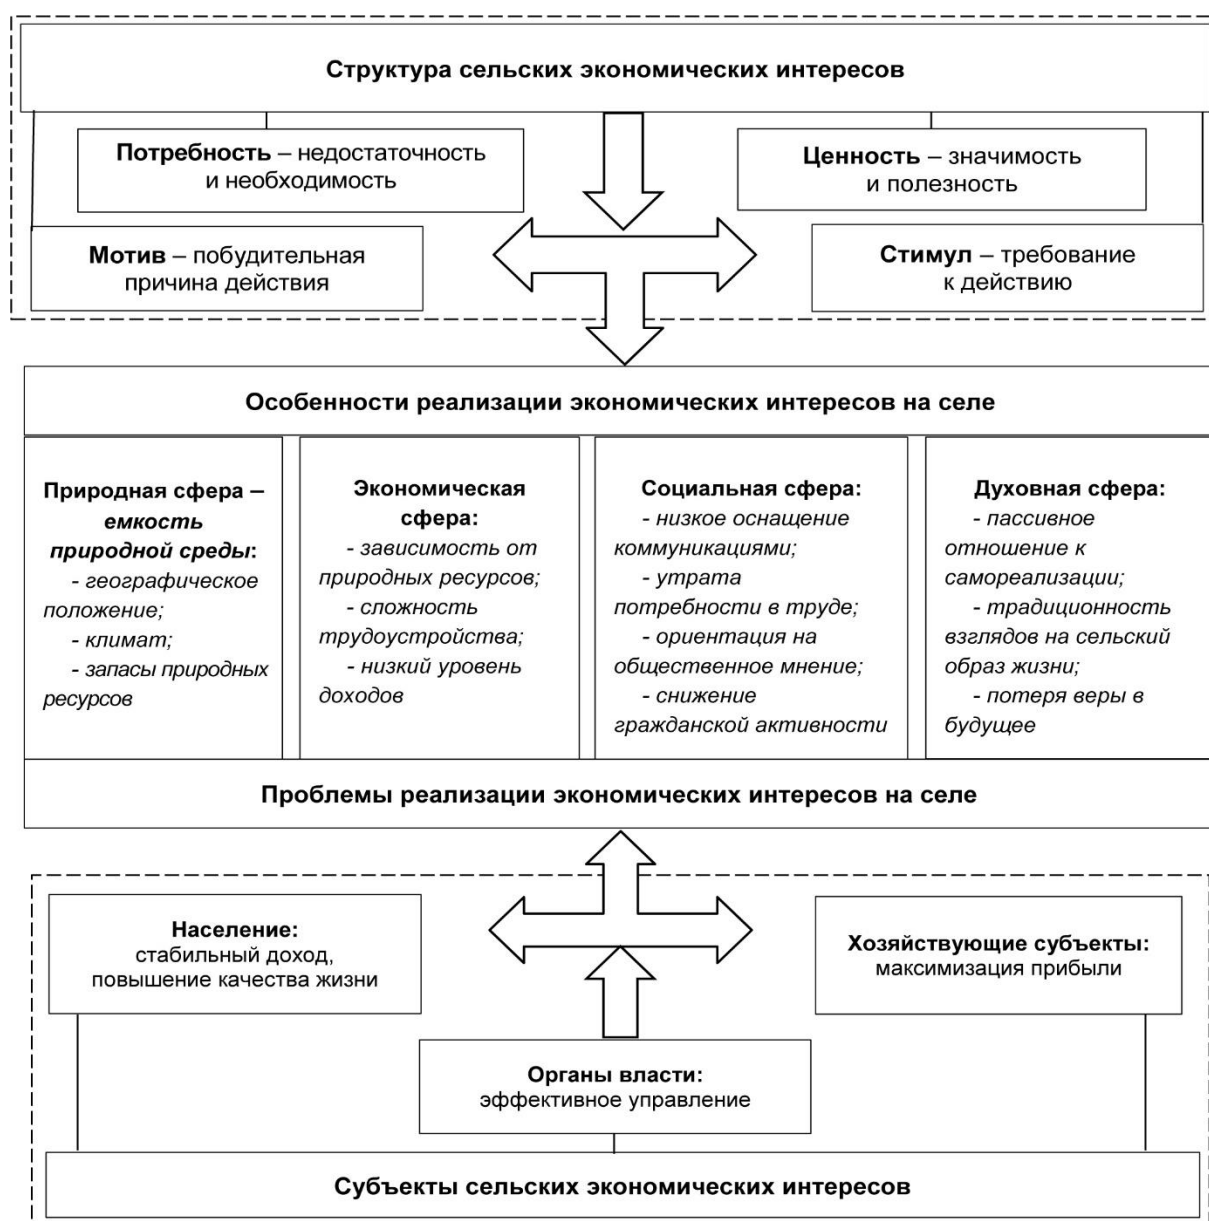 Структура сельских экономических интересов
Потребность – недостаточность
и необходимость
Ценность – значимость
и полезность
Мотив – побудительная
причина действия
Стимул – требование
к действию
Особенности реализации экономических интересов на селе
Природная сфера –
емкость
природной среды:
- географическое
положение;
- климат;
- запасы природных
ресурсов
Экономическая
сфера:
- зависимость от
природных ресурсов;
- сложность
трудоустройства;
- низкий уровень
доходов
Социальная сфера:
- низкое оснащение
коммуникациями;
- утрата
потребности в труде;
- ориентация на
общественное мнение;
- снижение
гражданской активности
Духовная сфера:
- пассивное
отношение к
самореализации;
- традиционность
взглядов на сельский
образ жизни;
- потеря веры в
будущее
Проблемы реализации экономических интересов на селе
Население:
стабильный доход,
повышение качества жизни
Хозяйствующие субъекты:
максимизация прибыли
Органы власти:
эффективное управление
Субъекты сельских экономических интересов